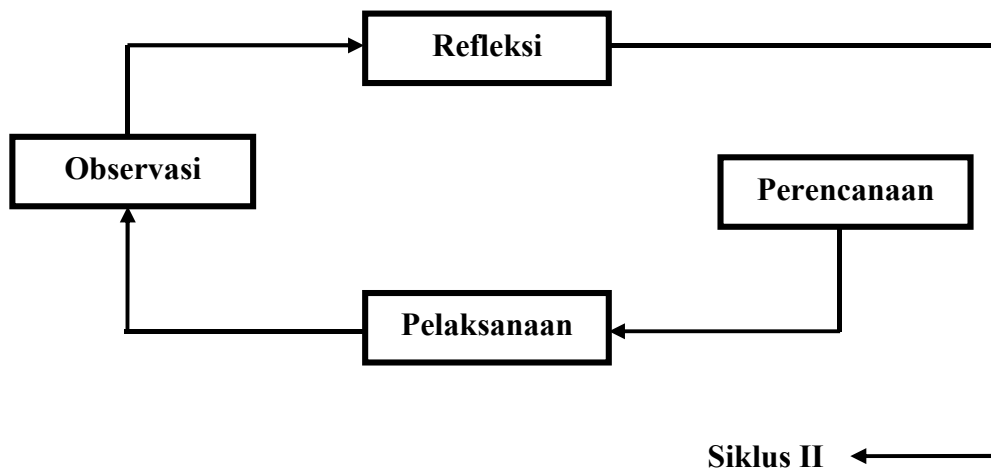 Refleksi
Observasi
Perencanaan
Pelaksanaan
Siklus II